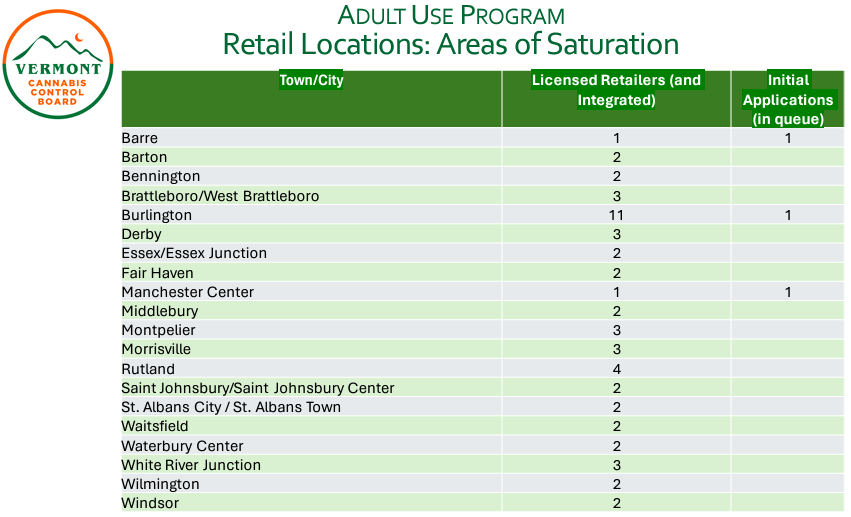 ADULT USE PROGRAM
Retail Locations: Areas of Saturation
VERMONT
CANNABIS
CONTROL
BOARD
Town/City Licensed Retailers (and Integrated) Initial Applications (in queue)
Barre 1 1
Barton 2
Bennington 2
Brattleboro/West Brattleboro 3
Burlington 11 1
Derby 3
Essex/Essex Junction 2
Fair Haven 2
Manchester Center 1 1
Middlebury 2
Montpelier 3
Morrisville 3
Rutland 4
Saint Johnsbury/Saint Johnsbury Center 2
St. Albans City / St. Albans Town 2
Waitsfield 2
Waterbury Center 2
White River Junction 3
Wilmington 2
Windsor 2